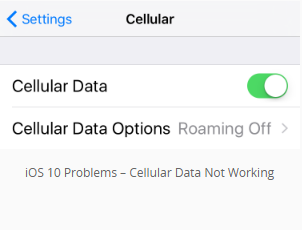 Settings Cellular
Cellular Data
Cellular Data Options Roaming Off
iOS 10 Problems – Cellular Data Not Working